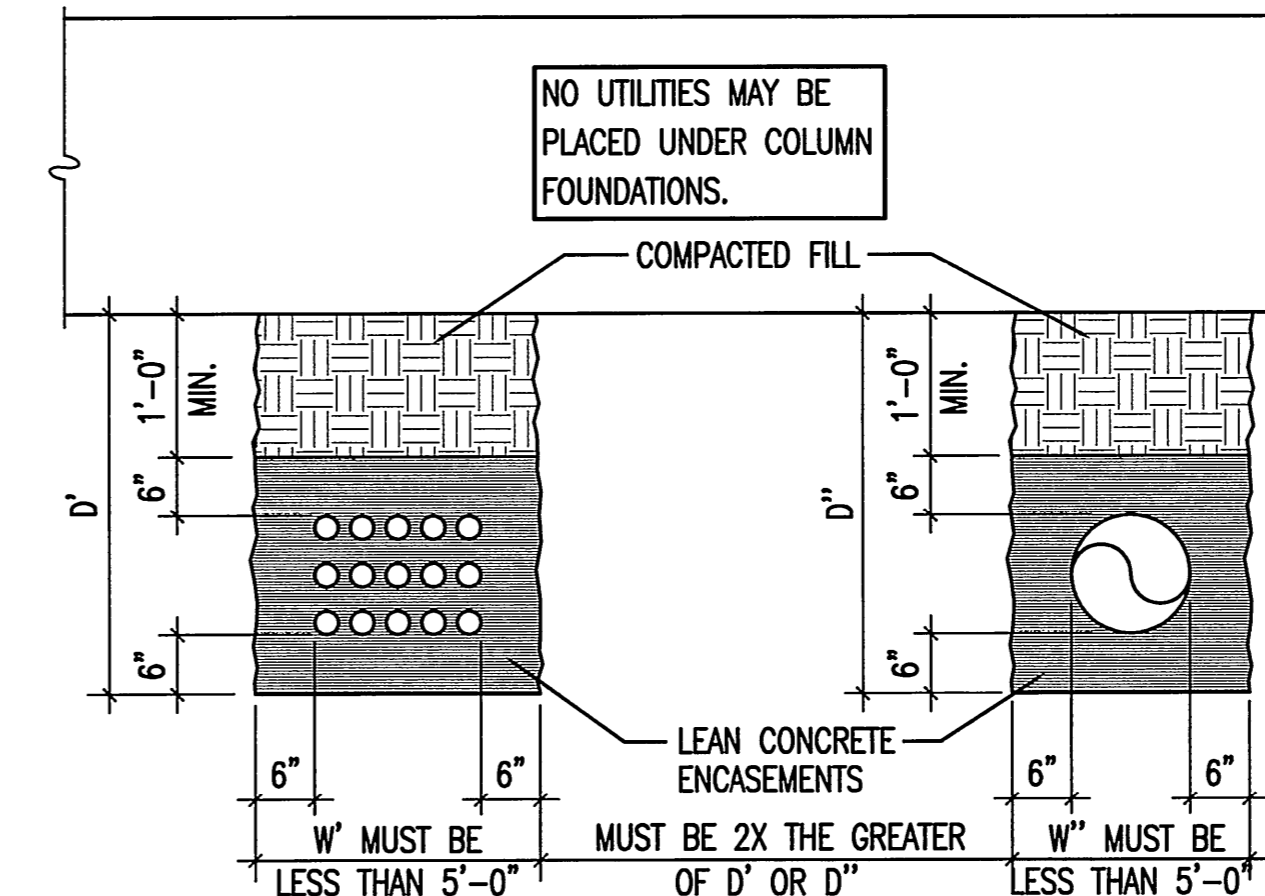 NO UTILITIES MAY BE
PLACED UNDER COLUMN
FOUNDATIONS.
COMPACTED FILL
D'
1'-0"
MIN.
6"
6"
D"
1'-0"
MIN.
6"
6"
LEAN CONCRETE
ENCASEMENTS
6"
6"
6"
6"
W' MUST BE
LESS THAN 5'-0"
MUST BE 2X THE GREATER
OF D' OR D"
W" MUST BE
LESS THAN 5'-0"